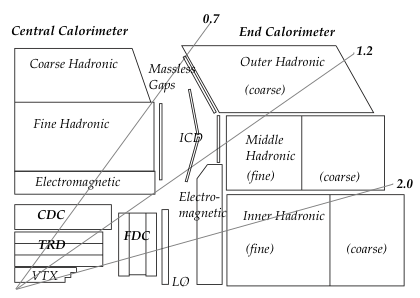 0.7
Central Calorimeter
End Calorimeter
1.2
Coarse Hadronic
Massless
Gaps
Outer Hadronic
(coarse)
Fine Hadronic
ICD
Middle
Hadronic
(fine)
(coarse)
Electromagnetic
2.0
Electro-
magnetic
CDC
Inner Hadronic
TRD
FDC
(fine)
(coarse)
VTX
LØ